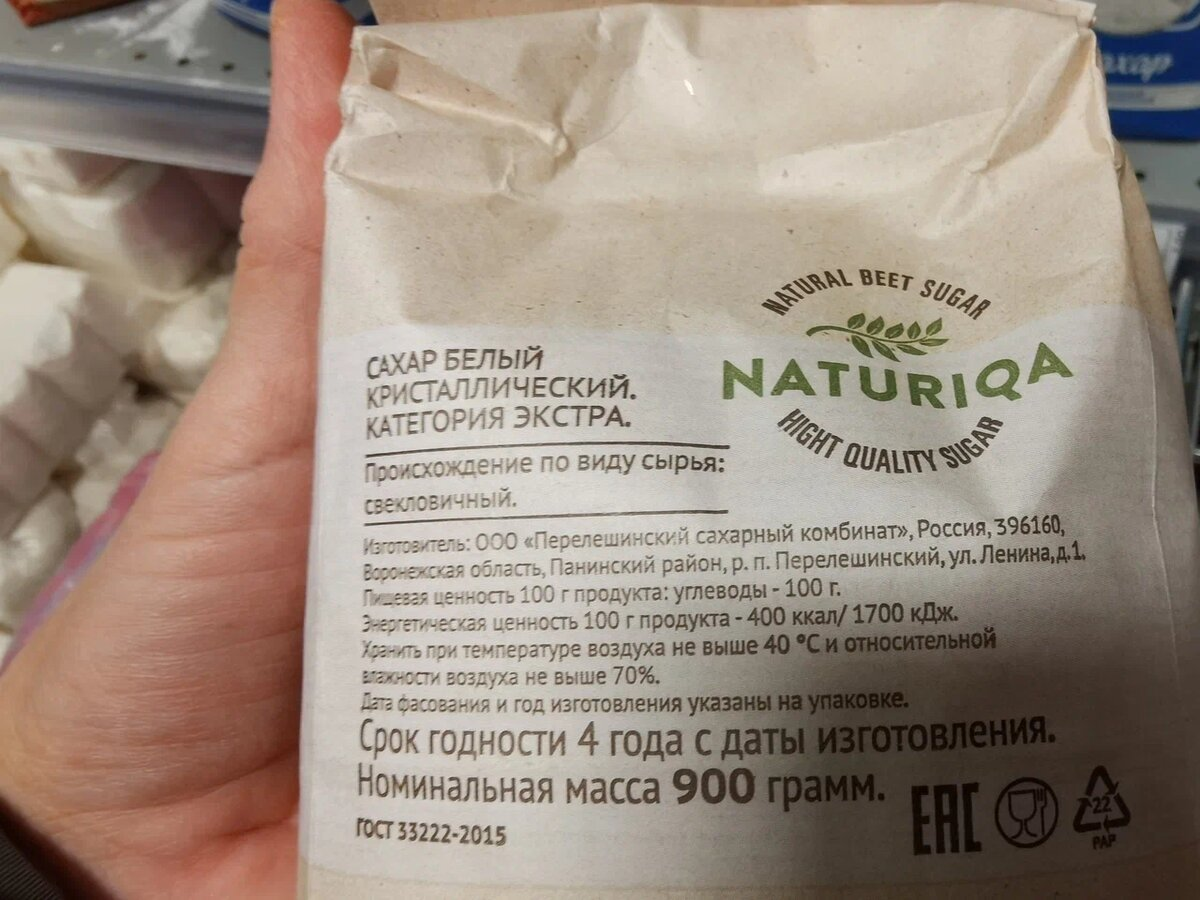 NATURAL BEET SUGAR
NATURIQA
HIGHT QUALITY SUGAR
САХАР БЕЛЫЙ
КРИСТАЛЛИЧЕСКИЙ.
КАТЕГОРИЯ ЭКСТРА.
Происхождение по виду сырья:
свекловичный.
Изготовитель: ООО «Перелешинский сахарный комбинат», Россия, 396160,
Воронежская область, Панинский район, р. п. Перелешинский, ул. Ленина, д.1.
Пищевая ценность 100 г продукта: углеводы - 100 г.
Энергетическая ценность 100 г продукта - 400 ккал/ 1700 кДж.
Хранить при температуре воздуха не выше 40 °С и относительной
влажности воздуха не выше 70%.
Дата фасования и год изготовления указаны на упаковке.
Срок годности 4 года с даты изготовления.
Номинальная масса 900 грамм.
ГОСТ 33222-2015
ЕАС
22
PAP